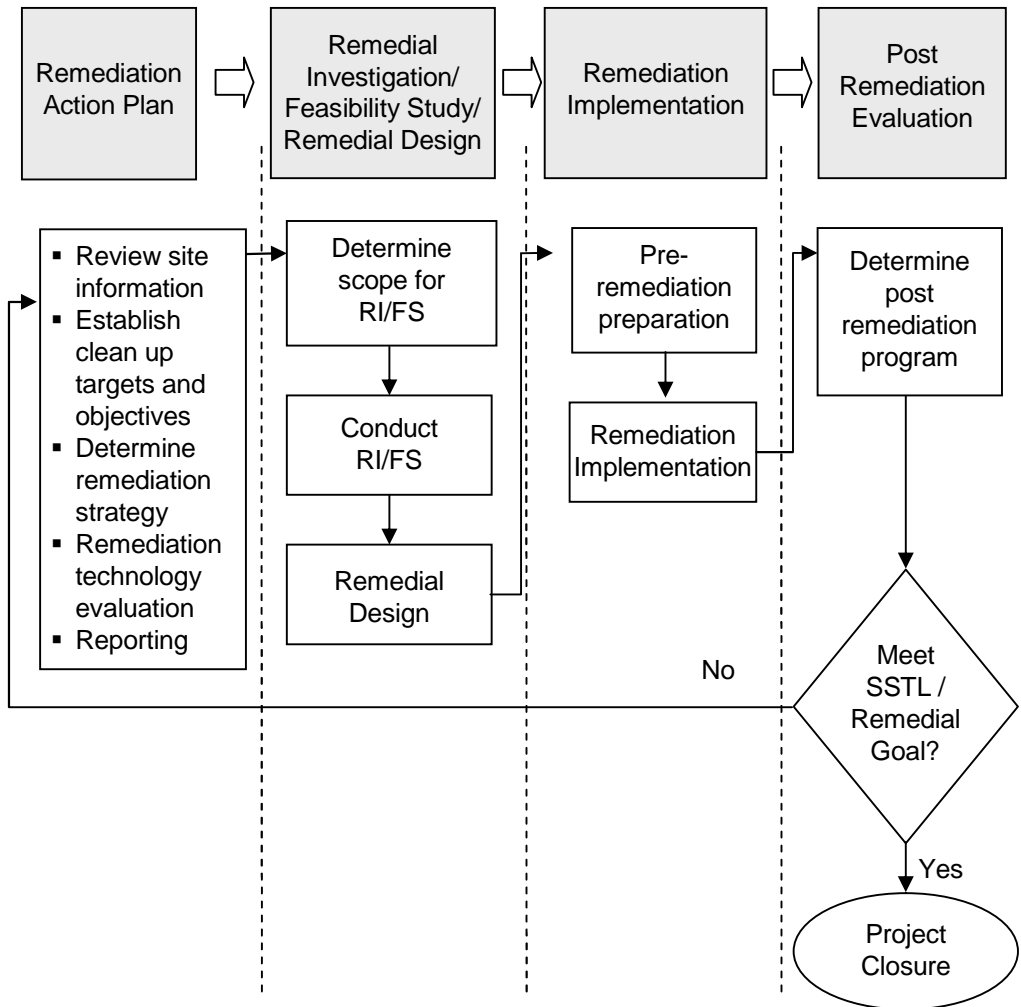 Remediation
Action Plan
Remedial
Investigation/
Feasibility Study/
Remedial Design
Remediation
Implementation
Post
Remediation
Evaluation
▪ Review site
information
▪ Establish
clean up
targets and
objectives
▪ Determine
remediation
strategy
▪ Remediation
technology
evaluation
▪ Reporting
Determine
scope for
RI/FS
Conduct
RI/FS
Remedial
Design
Pre-
remediation
preparation
Remediation
Implementation
Determine
post
remediation
program
Meet
SSTL /
Remedial
Goal?
No
Yes
Project
Closure